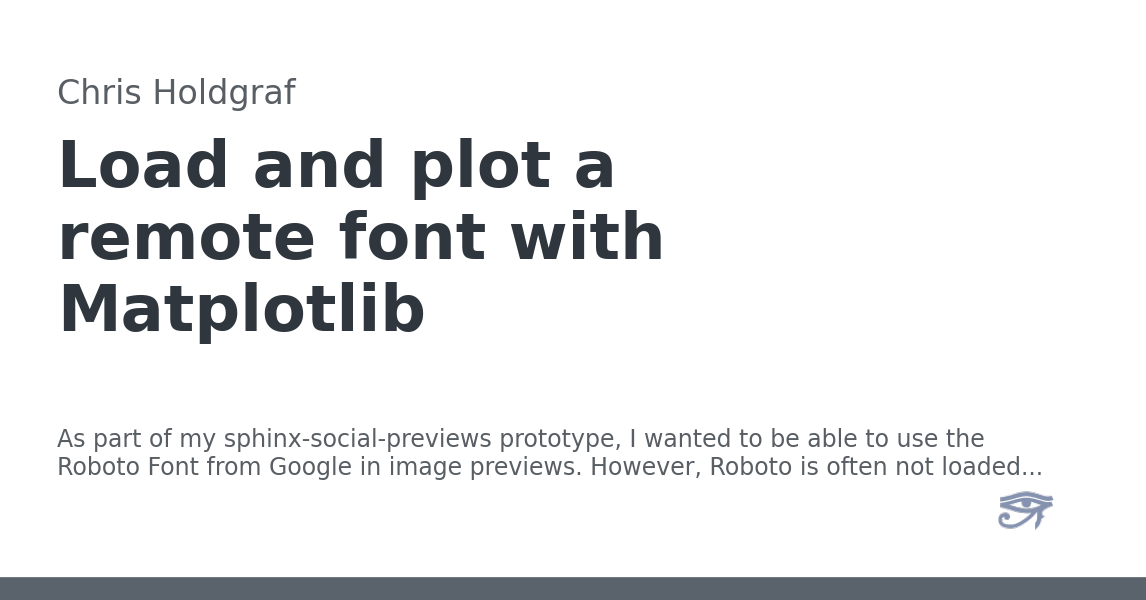 Chris Holdgraf
Load and plot a
remote font with
Matplotlib
As part of my sphinx-social-previews prototype, I wanted to be able to use the
Roboto Font from Google in image previews. However, Roboto is often not loaded...